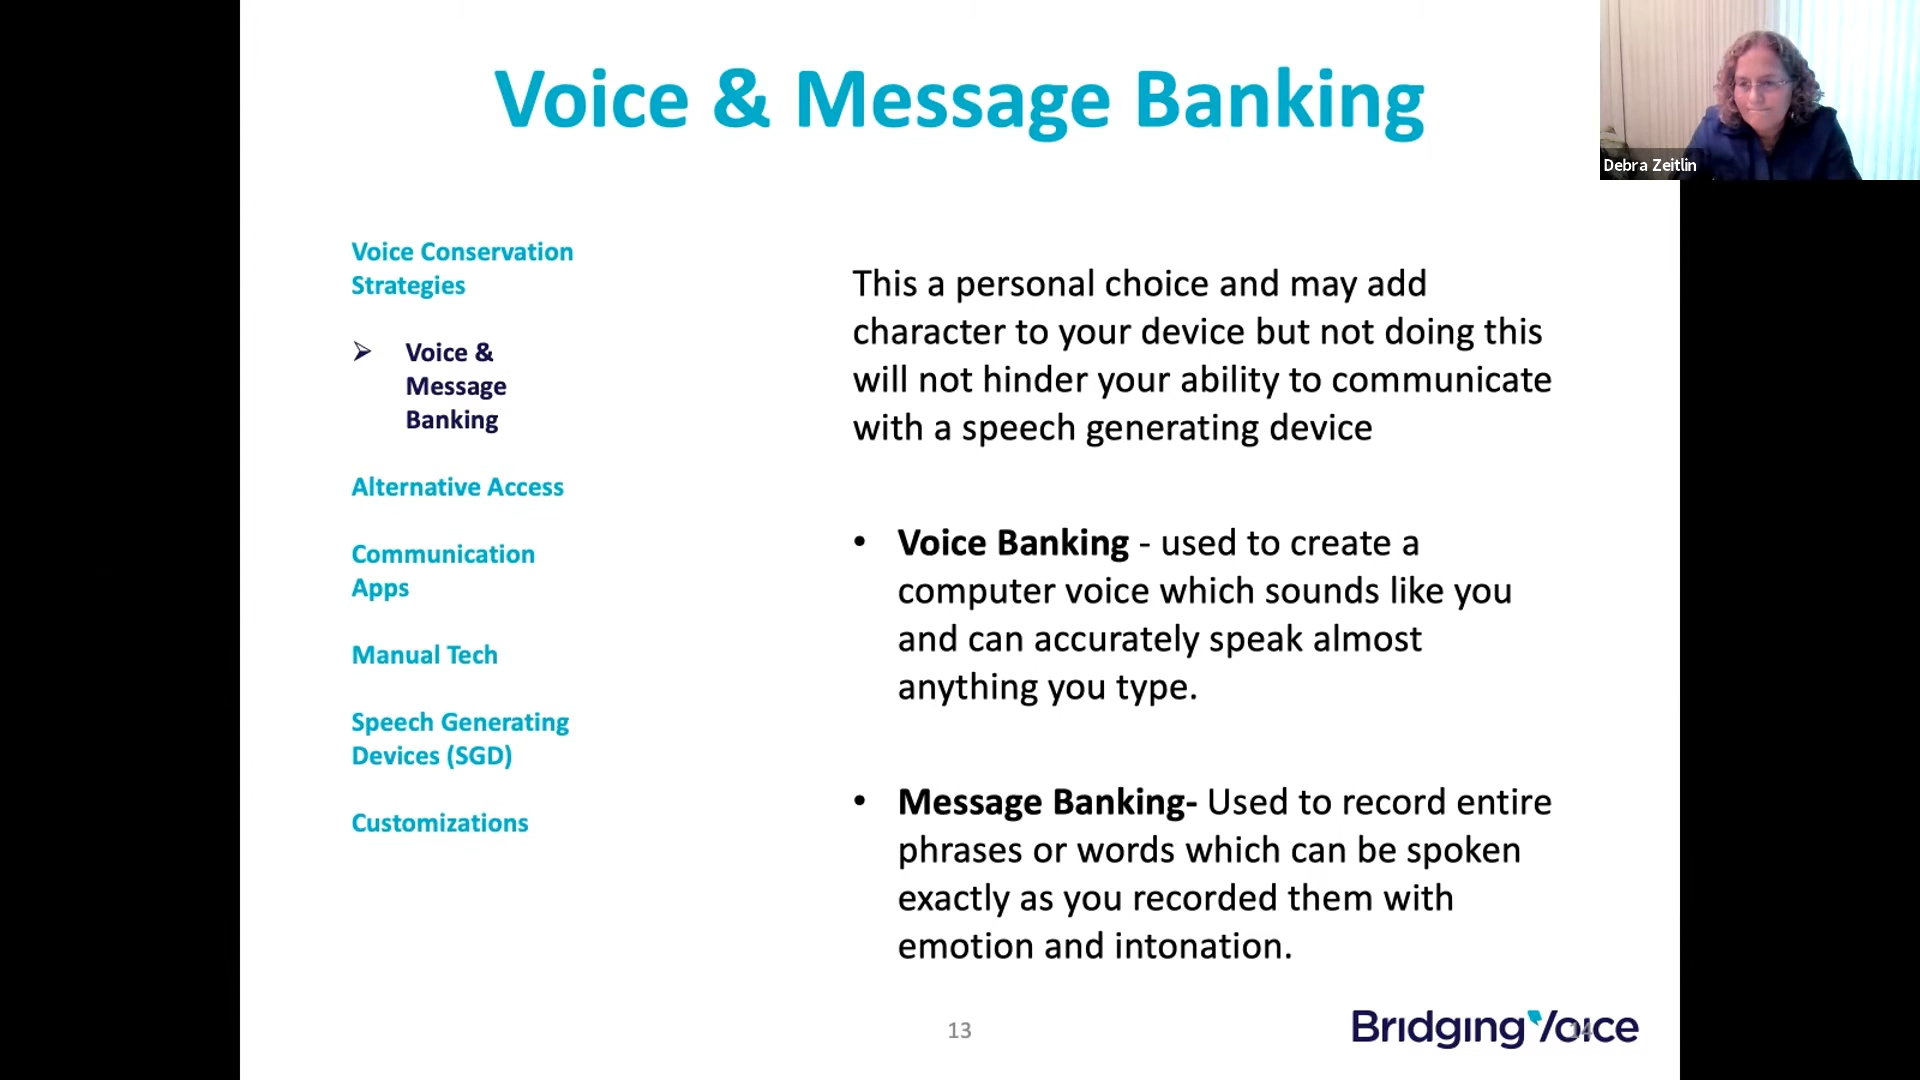 Voice & Message Banking
Debra Zeitlin
Voice Conservation
Strategies
➢ Voice &
Message
Banking
Alternative Access
Communication
Apps
Manual Tech
Speech Generating
Devices (SGD)
Customizations
This a personal choice and may add
character to your device but not doing this
will not hinder your ability to communicate
with a speech generating device
• Voice Banking - used to create a
computer voice which sounds like you
and can accurately speak almost
anything you type.
• Message Banking- Used to record entire
phrases or words which can be spoken
exactly as you recorded them with
emotion and intonation.
13
Bridging Voice
14